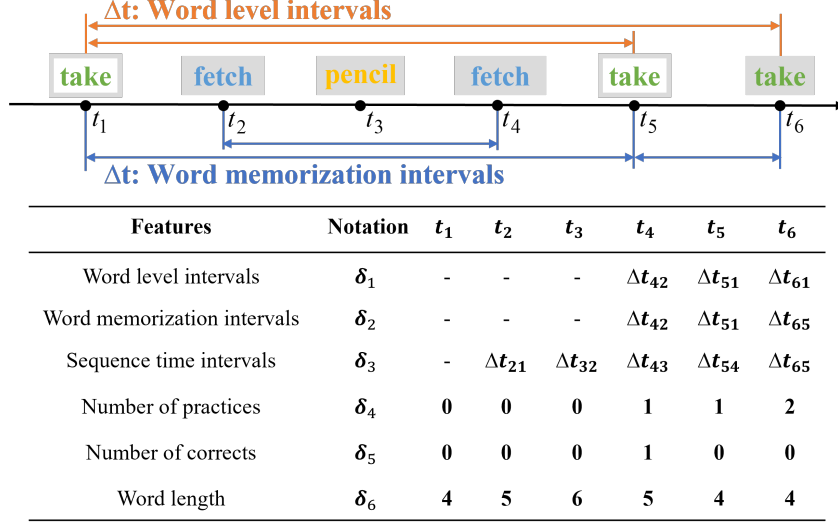 Δt: Word level intervals
take fetch pencil fetch take take
t1 t2 t3 t4 t5 t6
Δt: Word memorization intervals
Features Notation t1 t2 t3 t4 t5 t6
Word level intervals δ1 - - - Δt42 Δt51 Δt61
Word memorization intervals δ2 - - - Δt42 Δt51 Δt65
Sequence time intervals δ3 - Δt21 Δt32 Δt43 Δt54 Δt65
Number of practices δ4 0 0 0 1 1 2
Number of corrects δ5 0 0 0 1 0 0
Word length δ6 4 5 6 5 4 4